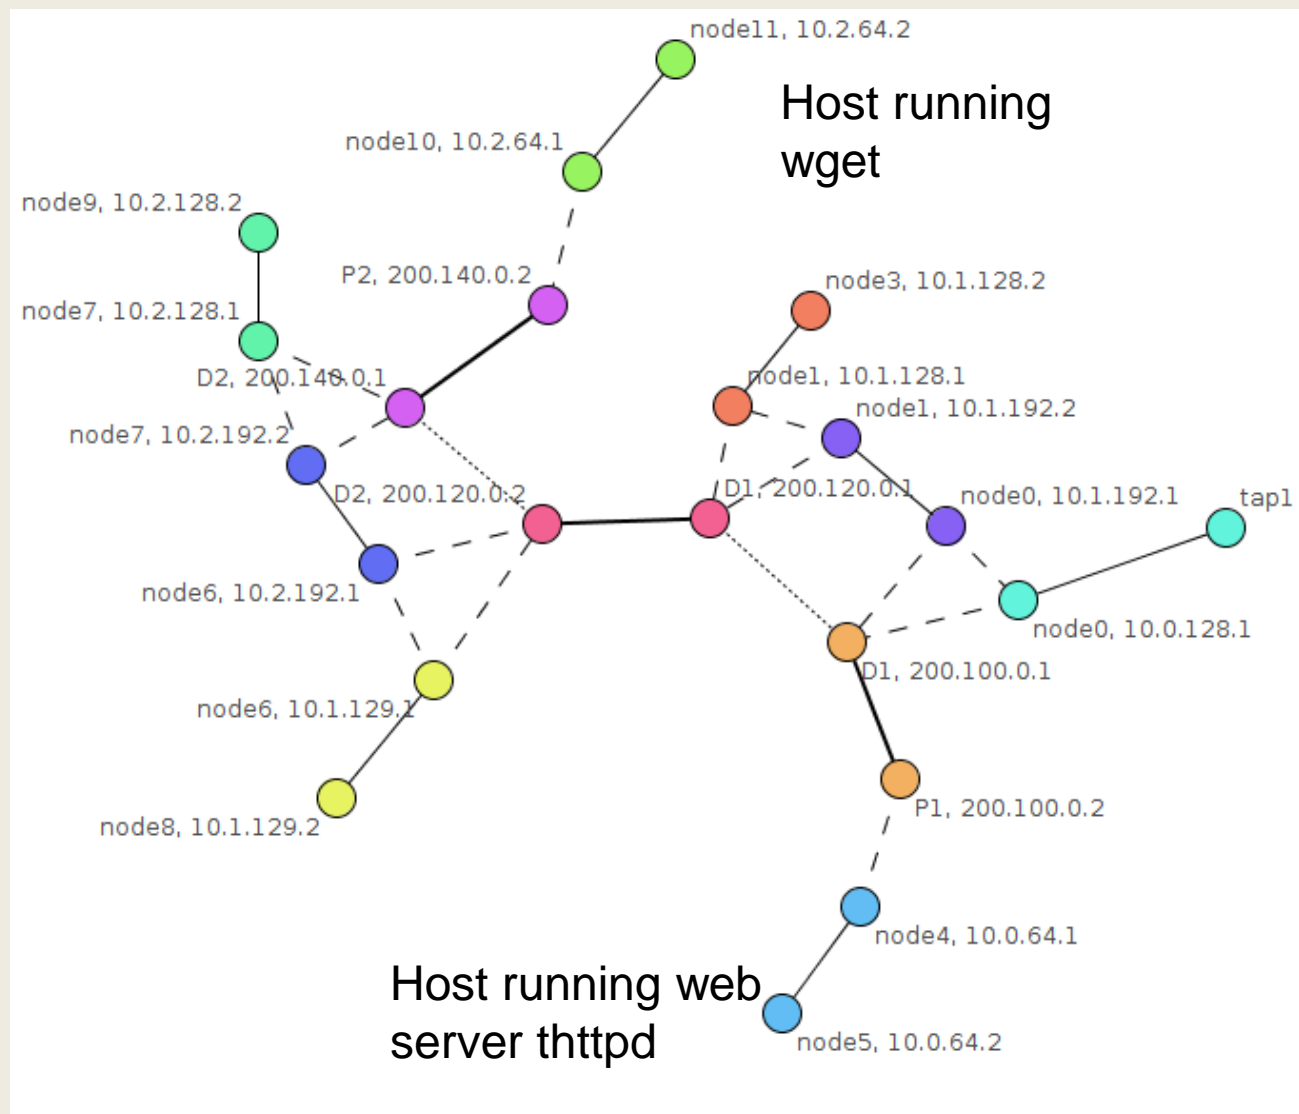 node11, 10.2.64.2
Host running
wget
node10, 10.2.64.1
node9, 10.2.128.2
P2, 200.140.0.2
node3, 10.1.128.2
node7, 10.2.128.1
D2, 200.140.0.1
node1, 10.1.128.1
node1, 10.1.192.2
node7, 10.2.192.2
D2, 200.120.0.2
D1, 200.120.0.1
node0, 10.1.192.1
tap1
node6, 10.2.192.1
node0, 10.0.128.1
D1, 200.100.0.1
node6, 10.1.129.1
P1, 200.100.0.2
node8, 10.1.129.2
node4, 10.0.64.1
Host running web
server thttpd
node5, 10.0.64.2